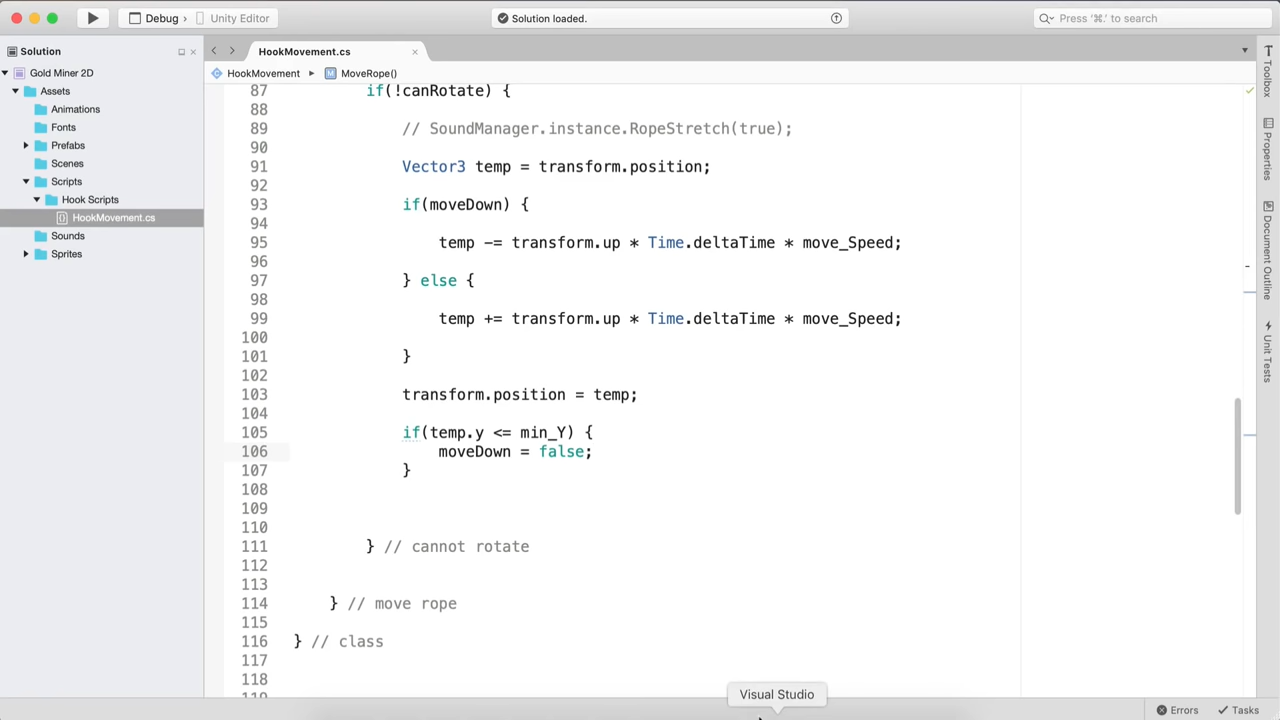 Debug › Unity Editor
Solution loaded.
Press '⌘.' to search
Solution
HookMovement.cs
Gold Miner 2D
HookMovement ▸ M MoveRope()
Assets
Animations
Fonts
Prefabs
Scenes
Scripts
Hook Scripts
HookMovement.cs
Sounds
Sprites
87 if(!canRotate) {
88
89 // SoundManager.instance.RopeStretch(true);
90
91 Vector3 temp = transform.position;
92
93 if(moveDown) {
94
95 temp -= transform.up * Time.deltaTime * move_Speed;
96
97 } else {
98
99 temp += transform.up * Time.deltaTime * move_Speed;
100
101 }
102
103 transform.position = temp;
104
105 if(temp.y <= min_Y) {
106 moveDown = false;
107 }
108
109
110
111 } // cannot rotate
112
113
114 } // move rope
115
116 } // class
117
118
119
Toolbox
Properties
Document Outline
Unit Tests
Visual Studio
Errors
Tasks